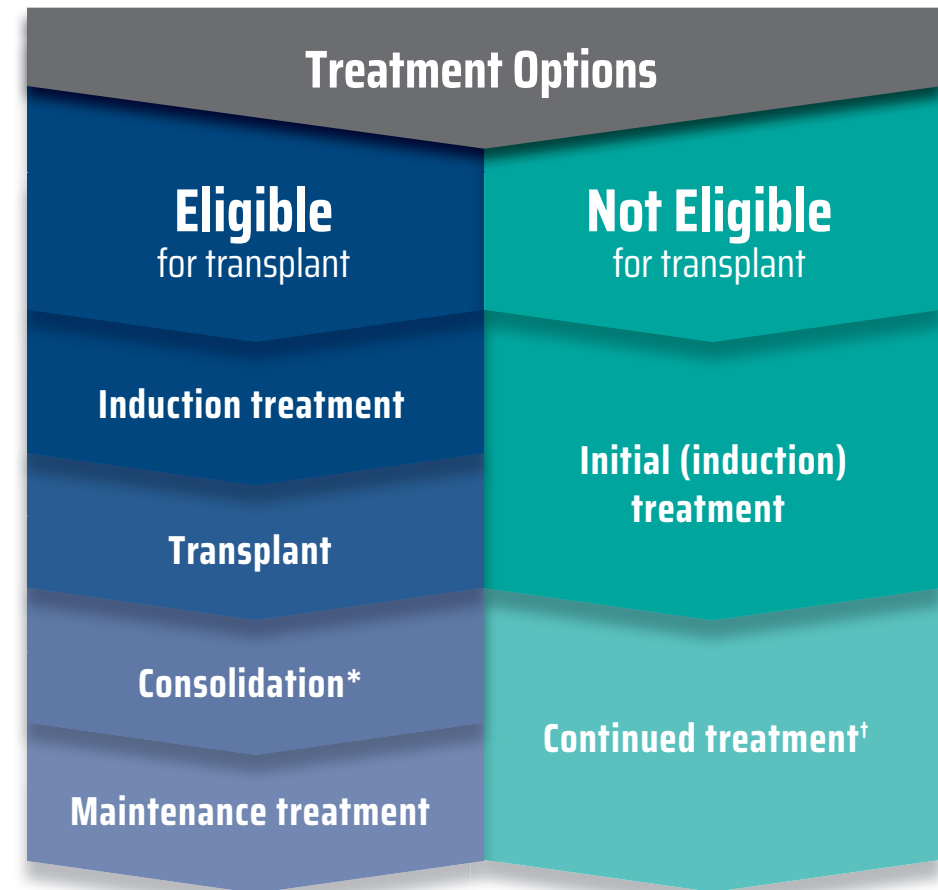 Treatment Options
Eligible
for transplant
Induction treatment
Transplant
Consolidation*
Maintenance treatment
Not Eligible
for transplant
Initial (induction)
treatment
Continued treatment†